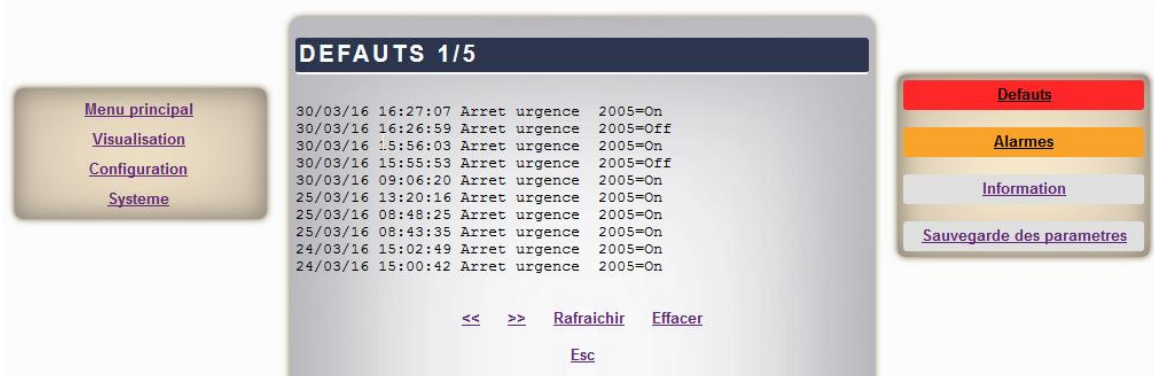 Menu principal
Visualisation
Configuration
Systeme
DEFAUTS 1/5
30/03/16 16:27:07 Arret urgence 2005=On
30/03/16 16:26:59 Arret urgence 2005=Off
30/03/16 15:56:03 Arret urgence 2005=On
30/03/16 15:55:53 Arret urgence 2005=Off
30/03/16 09:06:20 Arret urgence 2005=On
25/03/16 13:20:16 Arret urgence 2005=On
25/03/16 08:48:25 Arret urgence 2005=On
25/03/16 08:43:35 Arret urgence 2005=On
24/03/16 15:02:49 Arret urgence 2005=On
24/03/16 15:00:42 Arret urgence 2005=On
<< >> Rafraichir Effacer
Esc
Defauts
Alarmes
Information
Sauvegarde des parametres